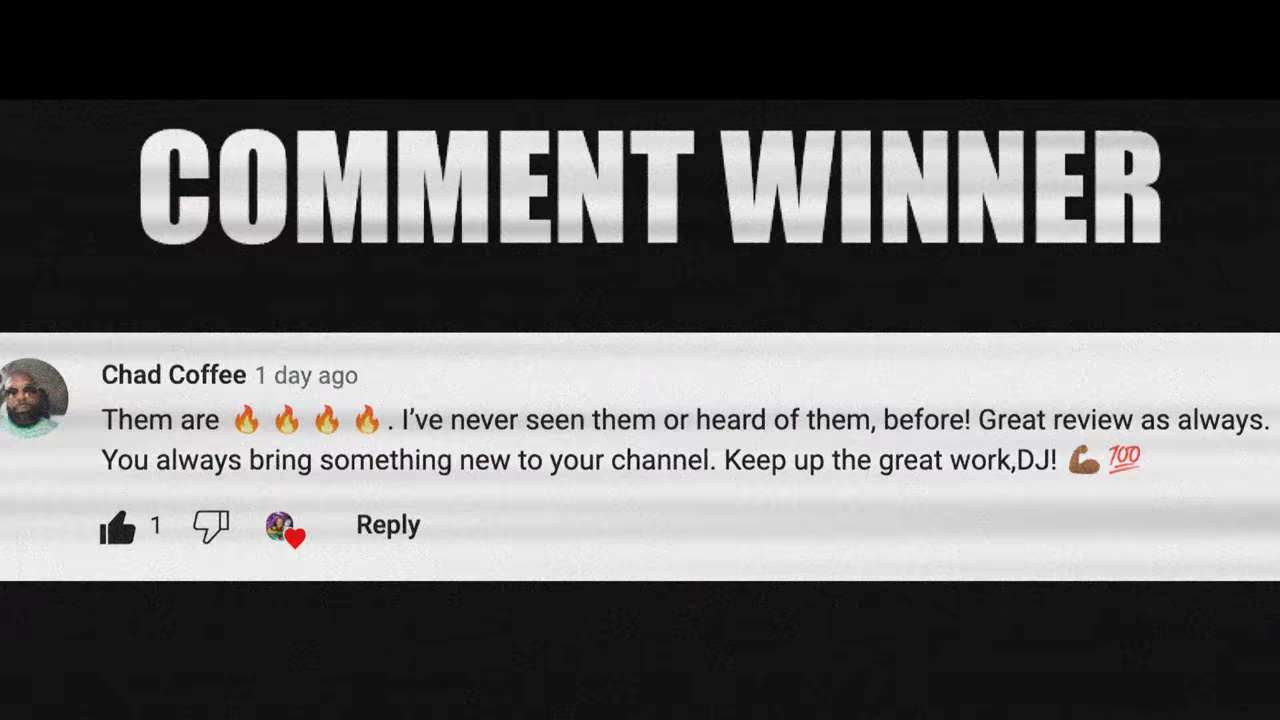 COMMENT WINNER
Chad Coffee 1 day ago
Them are 🔥 🔥 🔥 🔥. I've never seen them or heard of them, before! Great review as always.
You always bring something new to your channel. Keep up the great work,DJ! 💪🏾 💯
1 Reply